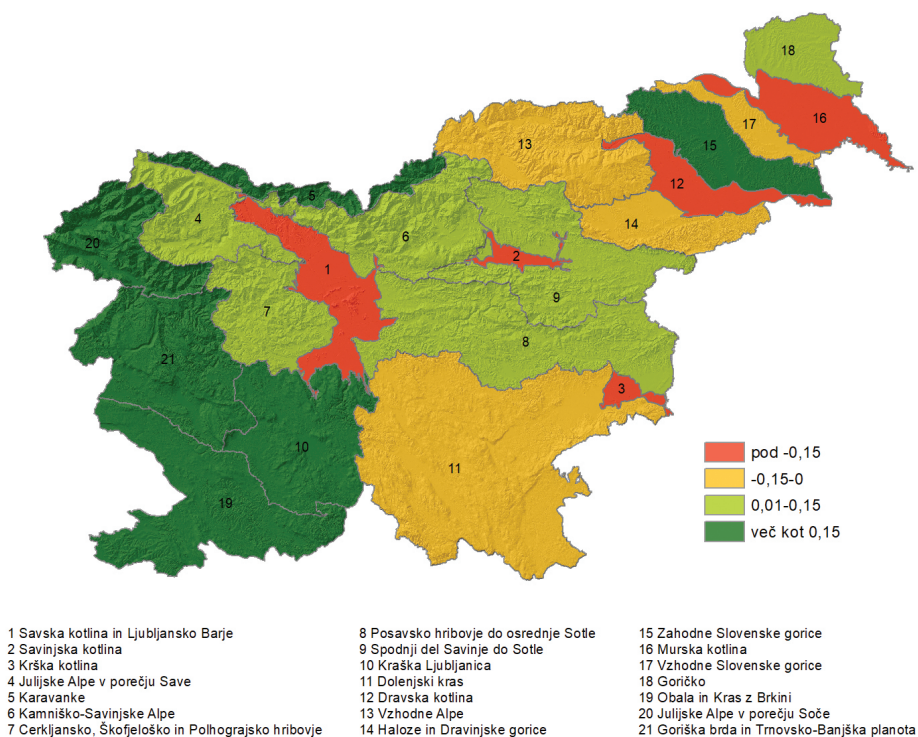 18
16
17
15
13
12
14
5
4
20
6
2
1
9
7
8
21
3
10
11
19
pod -0,15
-0,15-0
0,01-0,15
več kot 0,15
1 Savska kotlina in Ljubljansko Barje
2 Savinjska kotlina
3 Krška kotlina
4 Julijske Alpe v porečju Save
5 Karavanke
6 Kamniško-Savinjske Alpe
7 Cerkljansko, Škofjeloško in Polhograjsko hribovje
8 Posavsko hribovje do osrednje Sotle
9 Spodnji del Savinje do Sotle
10 Kraška Ljubljanica
11 Dolenjski kras
12 Dravska kotlina
13 Vzhodne Alpe
14 Haloze in Dravinjske gorice
15 Zahodne Slovenske gorice
16 Murska kotlina
17 Vzhodne Slovenske gorice
18 Goričko
19 Obala in Kras z Brkini
20 Julijske Alpe v porečju Soče
21 Goriška brda in Trnovsko-Banjška planota